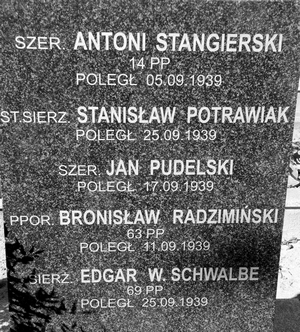 SZER. ANTONI STANGIERSKI
14 PP
POLEGŁ 05.09.1939
ST.SIERŻ. STANISŁAW POTRAWIAK
POLEGŁ 25.09.1939
SZER. JAN PUDELSKI
POLEGŁ 17.09.1939
PPOR. BRONISŁAW RADZIMIŃSKI
63 PP
POLEGŁ 11.09.1939
SIERŻ. EDGAR W. SCHWALBE
69 PP
POLEGŁ 25.09.1939